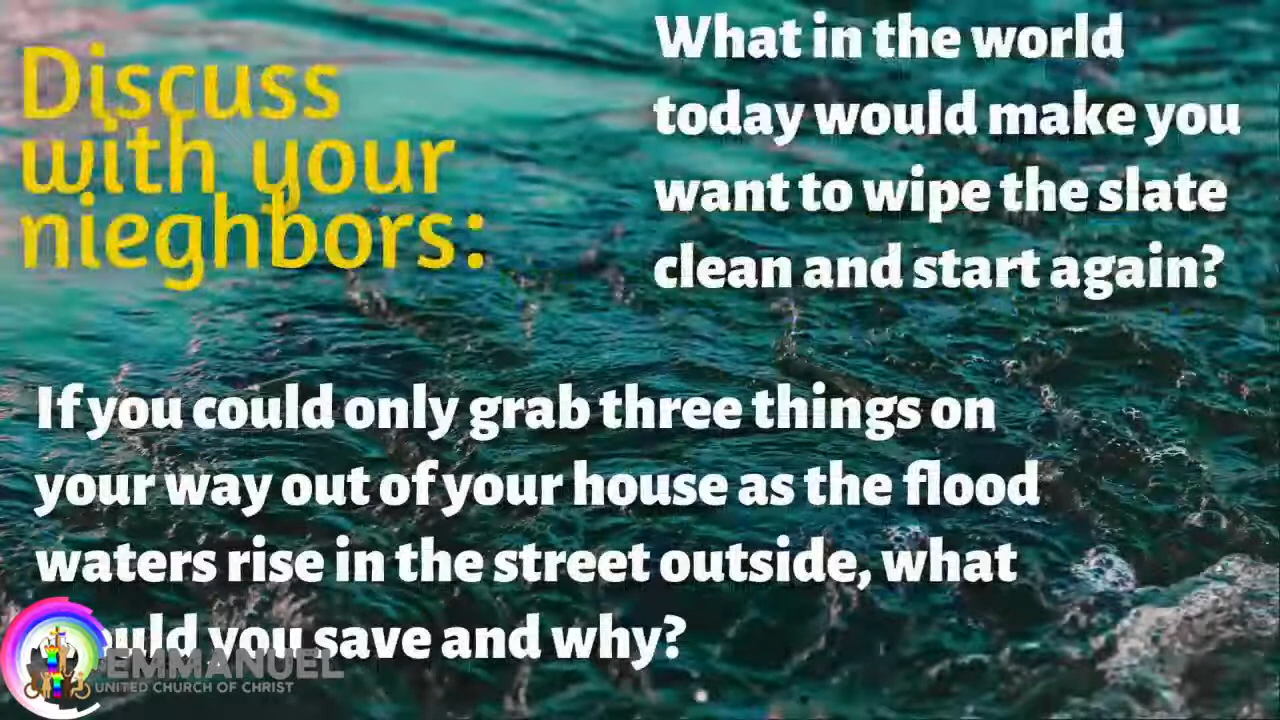 Discuss
with your
nieghbors:
What in the world
today would make you
want to wipe the slate
clean and start again?
If you could only grab three things on
your way out of your house as the flood
waters rise in the street outside, what
you save and why?
EMMANUEL
UNITED CHURCH OF CHRIST